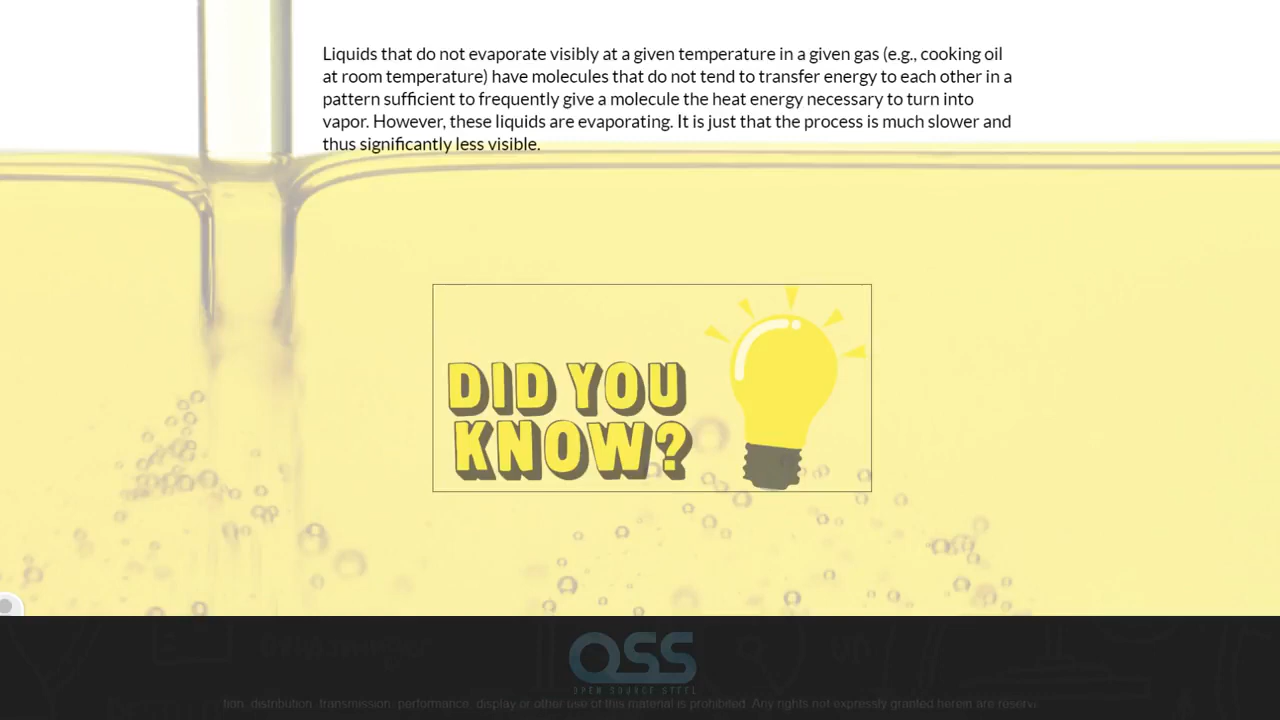 Liquids that do not evaporate visibly at a given temperature in a given gas (e.g., cooking oil
at room temperature) have molecules that do not tend to transfer energy to each other in a
pattern sufficient to frequently give a molecule the heat energy necessary to turn into
vapor. However, these liquids are evaporating. It is just that the process is much slower and
thus significantly less visible.
DID YOU
KNOW?
OSS
OPEN SOURCE STEEL
distribution, transmission, performance, display or other use of this material is prohibited. Any rights not expressly granted herein are